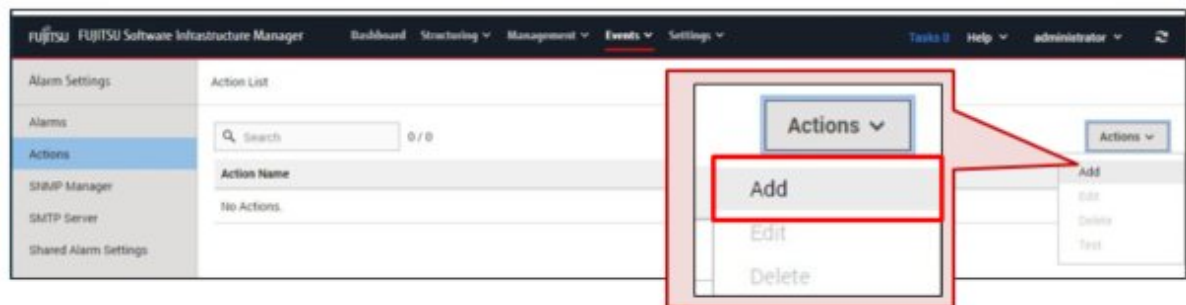 FUJITSU FUJITSU Software Infrastructure Manager Dashboard Structuring Management Events Settings Tasks 0 Help administrator
Alarm Settings
Action List
Alarms
Actions
SNMP Manager
SMTP Server
Shared Alarm Settings
Search 0 / 0
Action Name
No Actions.
Actions
Add
Edit
Delete
Actions
Add
Edit
Delete
Test